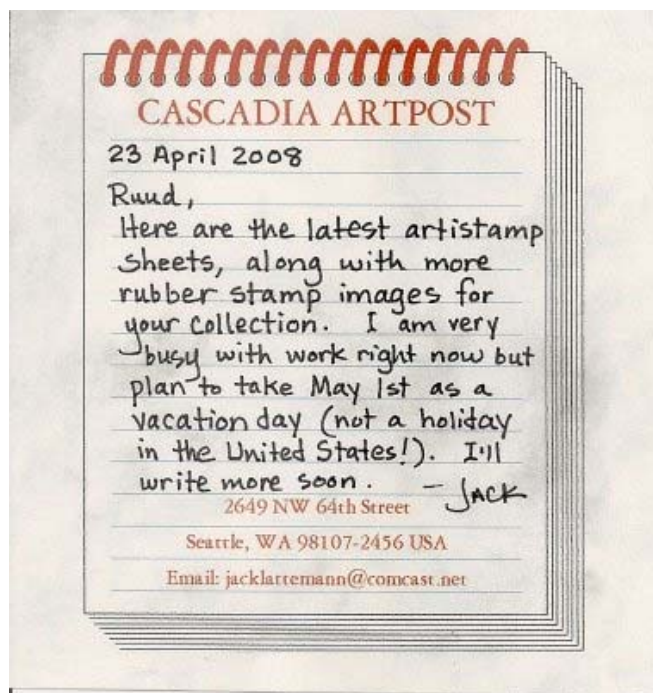 CASCADIA ARTPOST
23 April 2008
Ruud,
Here are the latest artistamp
sheets, along with more
rubber stamp images for
your collection. I am very
busy with work right now but
plan to take May 1st as a
vacation day (not a holiday
in the United States!). I'll
write more soon. – JACK
2649 NW 64th Street
Seattle, WA 98107-2456 USA
Email: jacklattemann@comcast.net